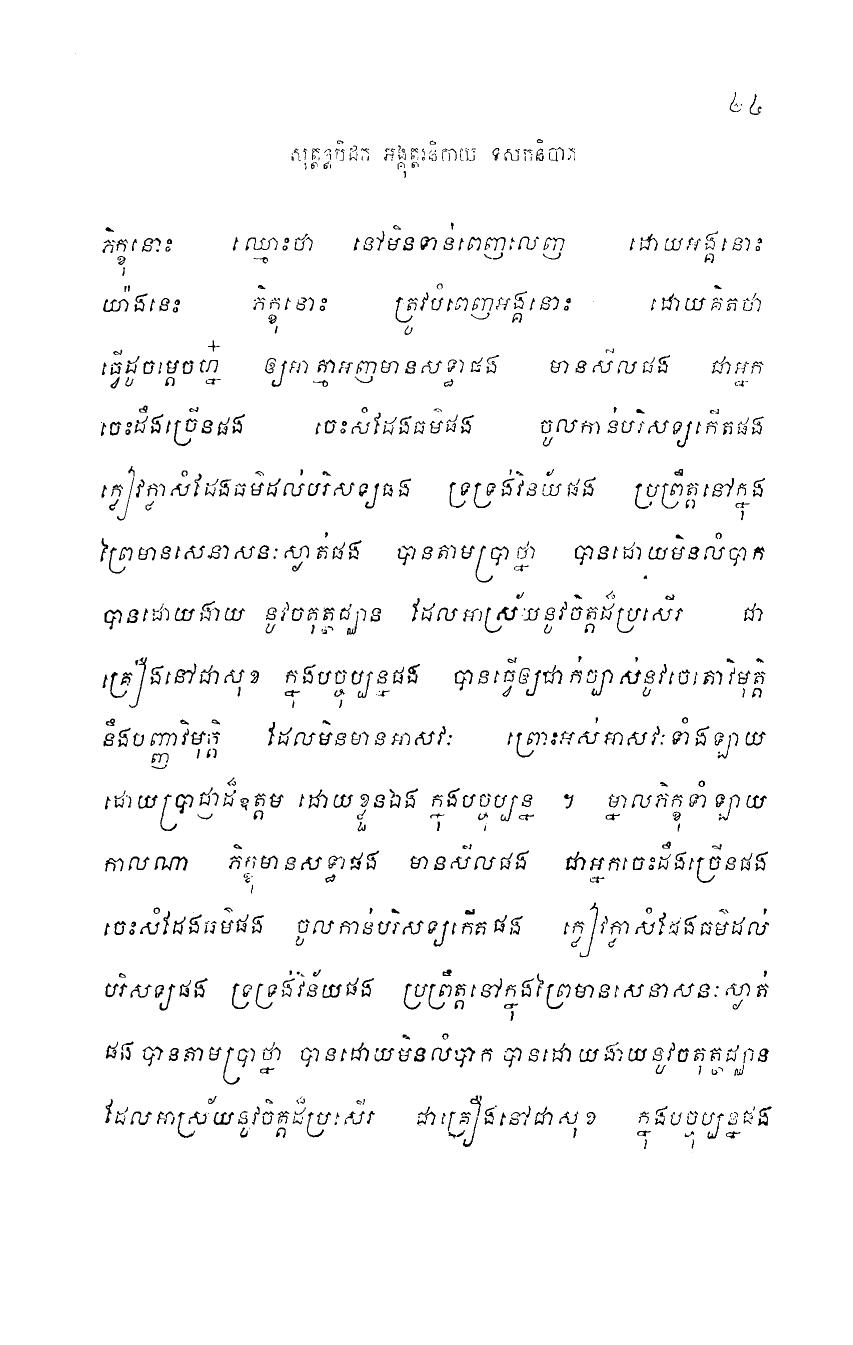 ៤៤
សុត្តន្តបិដក អង្គុត្តរនិកាយ ទសកនិបាត
ភិក្ខុនោះ ឈ្មោះថា នៅមិនទាន់ពេញលេញ ដោយអង្គនោះ
យ៉ាងនេះ ភិក្ខុនោះ ត្រូវបំពេញអង្គនោះ ដោយគិតថា
ធ្វើដូចម្តេចហ្ន៎ ឲ្យអាត្មាអញមានសទ្ធាផង មានសីលផង ជាអ្នក
ចេះដឹងច្រើនផង ចេះសំដែងធម៌ផង ចូលកាន់បរិសទ្យកើតផង
ក្លៀវក្លាសំដែងធម៌ដល់បរិសទ្យផង ទ្រទ្រង់វិន័យផង ប្រព្រឹត្តនៅក្នុង
ព្រៃមានសេនាសនៈស្ងាត់ផង បានតាមប្រាថ្នា បានដោយមិនលំបាក
បានដោយងាយ នូវចតុត្ថជ្ឈាន ដែលអាស្រ័យនូវចិត្តដ៏ប្រសើរ ជា
គ្រឿងនៅជាសុខ ក្នុងបច្ចុប្បន្នផង បានធ្វើឲ្យជាក់ច្បាស់នូវចេតោវិមុត្តិ
នឹងបញ្ញាវិមុត្តិ ដែលមិនមានអាសវៈ ព្រោះអស់អាសវៈទាំងឡាយ
ដោយប្រាជ្ញាដ៏ឧត្តម ដោយខ្លួនឯង ក្នុងបច្ចុប្បន្ន ។ ម្នាលភិក្ខុទាំងឡាយ
កាលណា ភិក្ខុមានសទ្ធាផង មានសីលផង ជាអ្នកចេះដឹងច្រើនផង
ចេះសំដែងធម៌ផង ចូលកាន់បរិសទ្យកើតផង ក្លៀវក្លាសំដែងធម៌ដល់
បរិសទ្យផង ទ្រទ្រង់វិន័យផង ប្រព្រឹត្តនៅក្នុងព្រៃមានសេនាសនៈស្ងាត់
ផង បានតាមប្រាថ្នា បានដោយមិនលំបាក បានដោយងាយនូវចតុត្ថជ្ឈាន
ដែលអាស្រ័យនូវចិត្តដ៏ប្រសើរ ជាគ្រឿងនៅជាសុខ ក្នុងបច្ចុប្បន្នផង